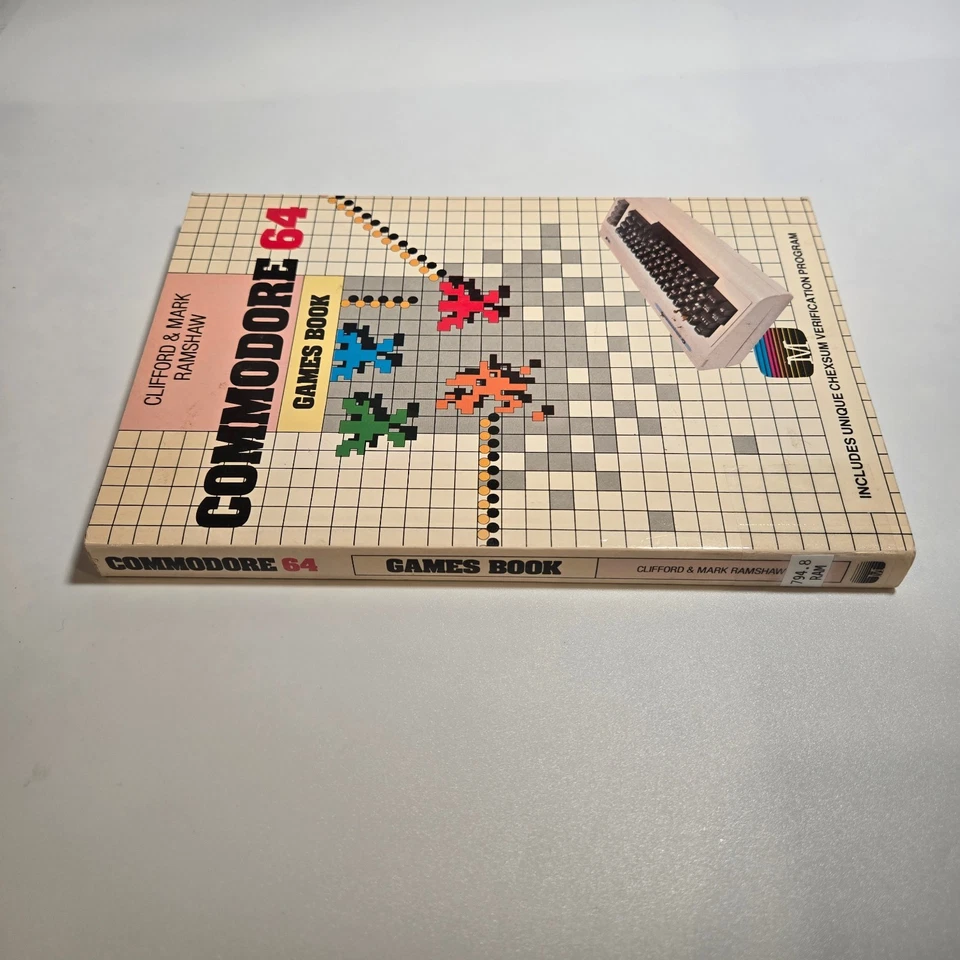 CLIFFORD & MARK
RAMSHAW
COMMODORE 64
GAMES BOOK
M
INCLUDES UNIQUE CHEXSUM VERIFICATION PROGRAM
COMMODORE 64
GAMES BOOK
CLIFFORD & MARK RAMSHAW
794.8
RAM
M